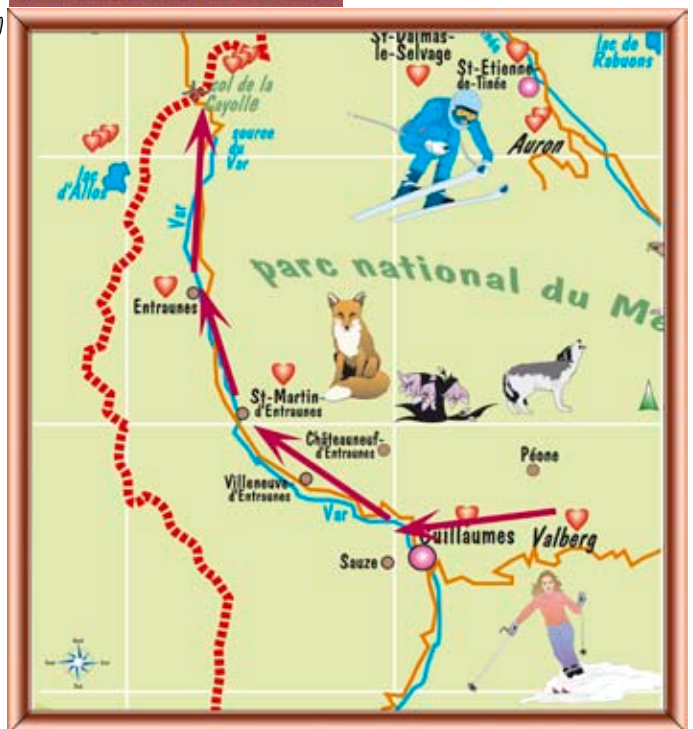 St-Dalmas-
le-Selvage
St-Etienne-
de-Tinée
lac de
Rabuons
Auron
col de la
Cayolle
source
du
Var
lac
d'Allos
Var
parc national du Me
Entraunes
St-Martin-
d'Entraunes
Châteauneuf-
d'Entraunes
Péone
Villeneuve-
d'Entraunes
Var
Guillaumes
Valberg
Sauze